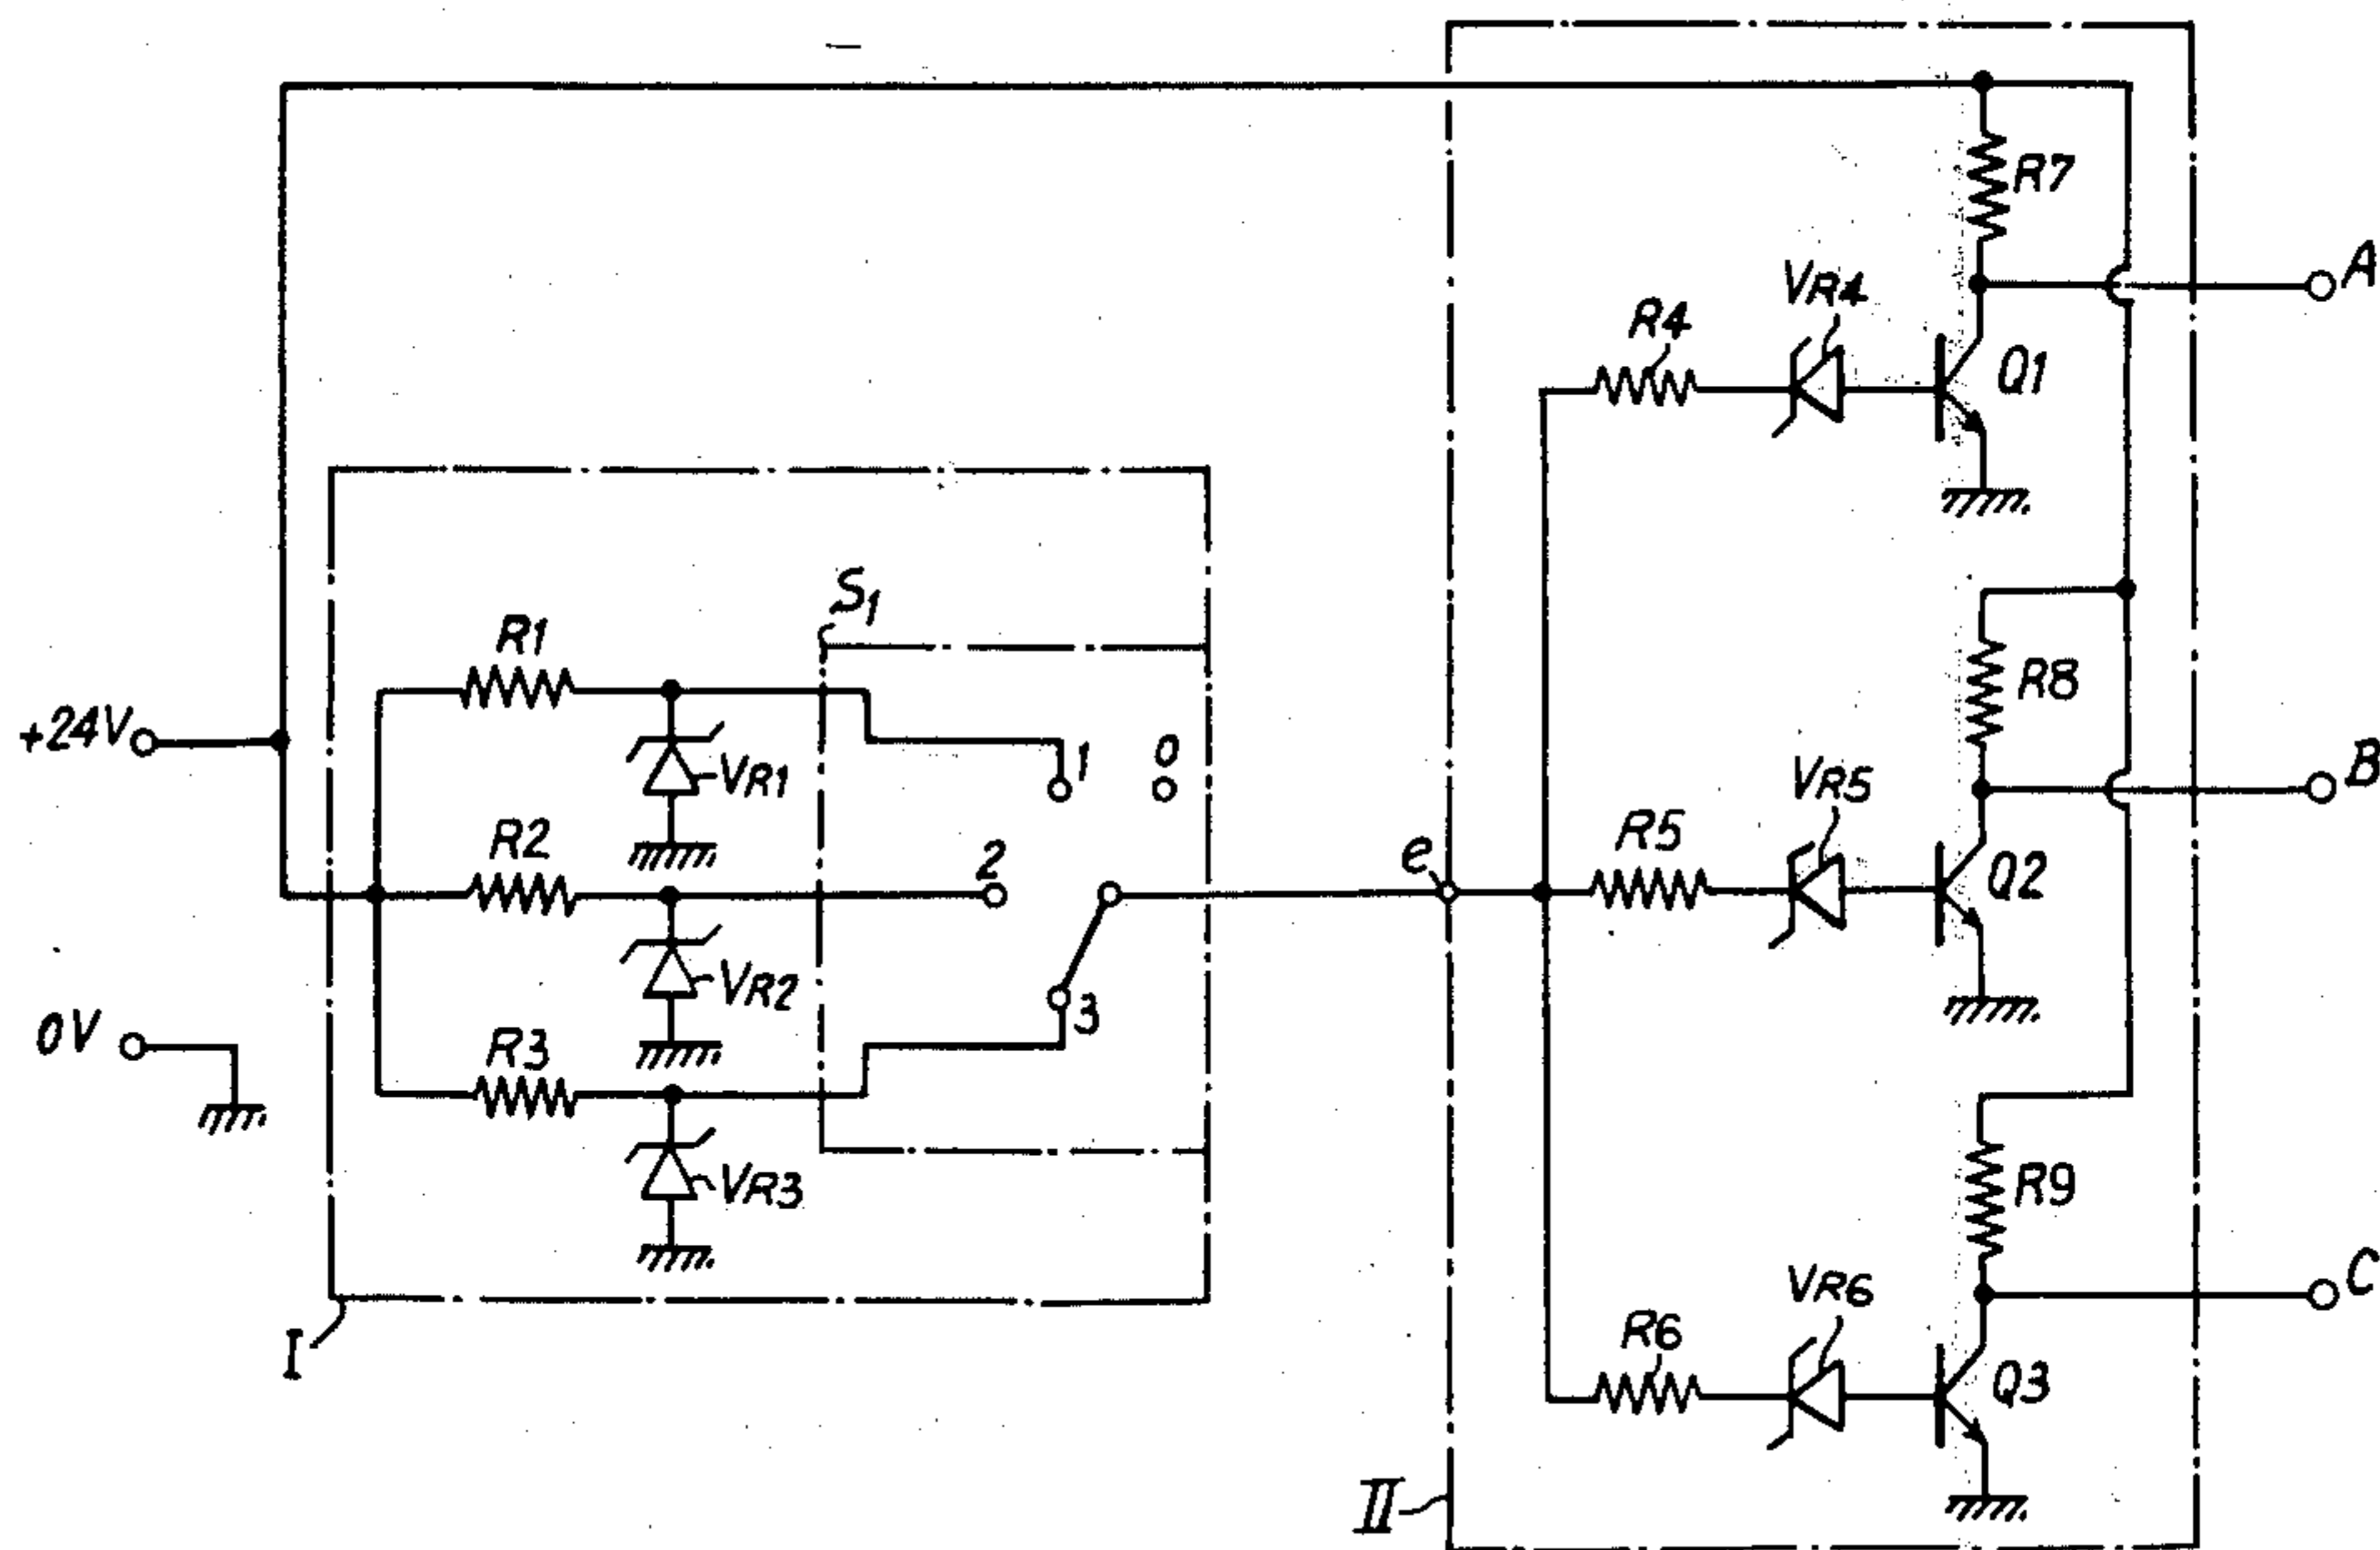 R7
A
VR4
R4
Q1
S1
R1
R8
+24V
VR1
1
0
B
R2
VR5
R5
2
e
Q2
VR2
3
0V
R3
VR3
R9
C
VR6
R6
I
Q3
II